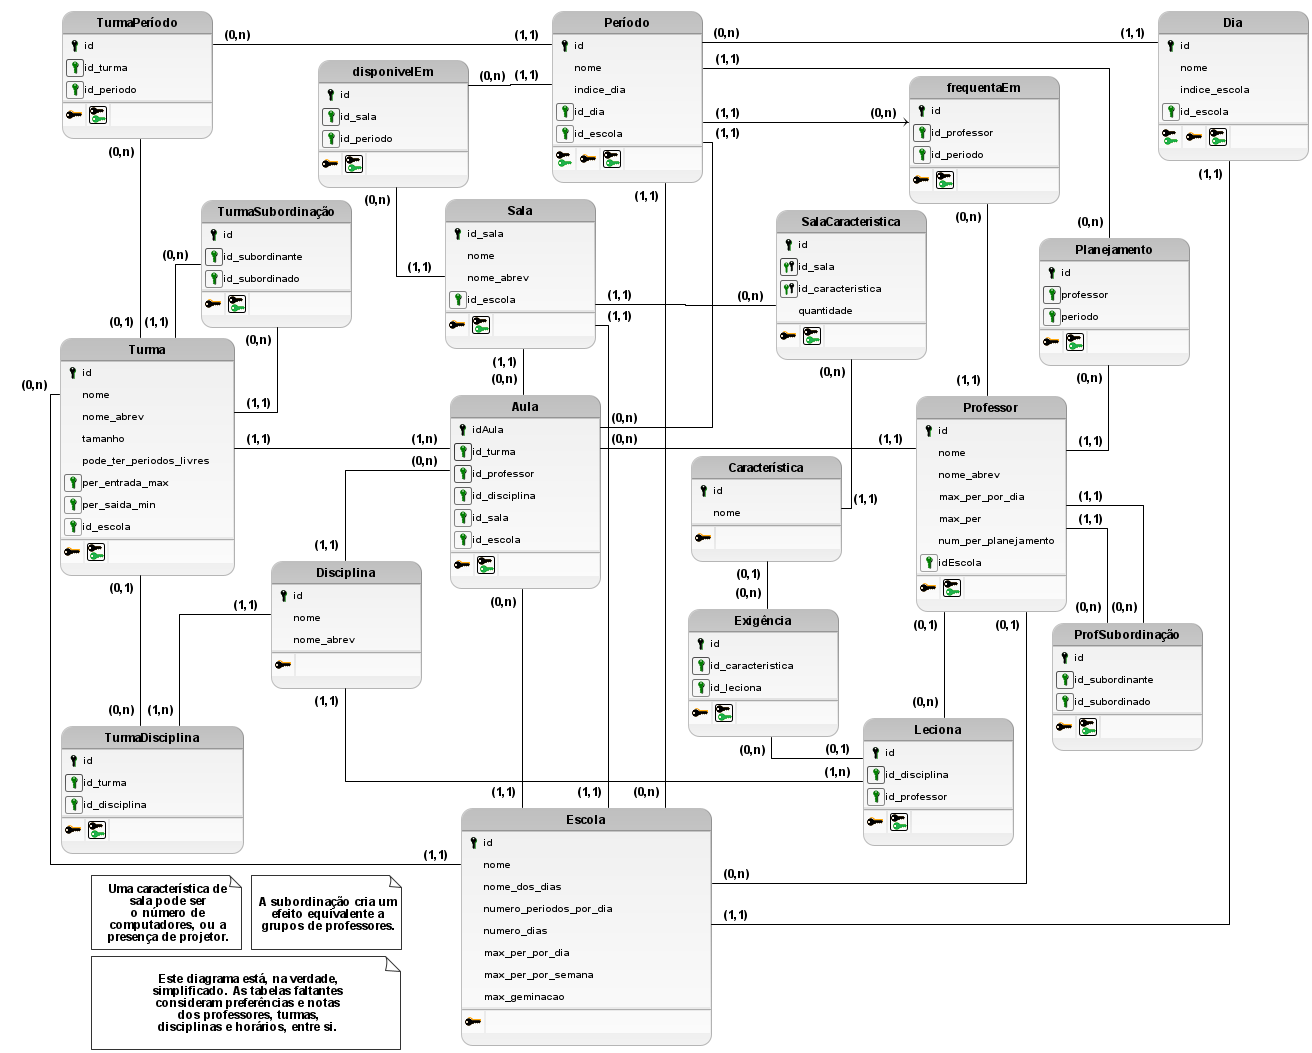 TurmaPeríodo
id
id_turma
id_periodo
(0,n)
(1,1)
(0,n)
disponivelEm
id
id_sala
id_periodo
(0,n)
(1,1)
(0,n)
Período
id
nome
indice_dia
id_dia
id_escola
(0,n)
(1,1)
(1,1)
(1,1)
(0,n)
(1,1)
(1,1)
Dia
id
nome
indice_escola
id_escola
(1,1)
frequentaEm
id
id_professor
id_periodo
(0,n)
TurmaSubordinação
id
id_subordinante
id_subordinado
(0,n)
(0,1)
(1,1)
(0,n)
(1,1)
Sala
id_sala
nome
nome_abrev
id_escola
(1,1)
(1,1)
(1,1)
(1,1)
(0,n)
(0,n)
SalaCaracteristica
id
id_sala
id_caracteristica
quantidade
(0,n)
Planejamento
id
professor
periodo
(0,n)
(0,n)
(1,1)
Turma
id
nome
nome_abrev
tamanho
pode_ter_periodos_livres
per_entrada_max
per_saida_min
id_escola
(0,n)
(1,1)
(1,n)
(0,n)
(0,1)
Aula
idAula
id_turma
id_professor
id_disciplina
id_sala
id_escola
(0,n)
(0,n)
(1,1)
(0,n)
Professor
id
nome
nome_abrev
max_per_por_dia
max_per
num_per_planejamento
idEscola
(1,1)
(1,1)
(1,1)
(1,1)
(0,1)
(0,1)
Característica
id
nome
(1,1)
(0,1)
(0,n)
Disciplina
id
nome
nome_abrev
(1,1)
(1,1)
(1,1)
Exigência
id
id_caracteristica
id_leciona
(0,n)
(0,1)
(1,n)
(0,n)
(0,n)
(0,n)
ProfSubordinação
id
id_subordinante
id_subordinado
(0,n)
(1,n)
TurmaDisciplina
id
id_turma
id_disciplina
Leciona
id
id_disciplina
id_professor
(1,1)
(1,1)
(0,n)
(1,1)
Escola
id
nome
nome_dos_dias
numero_periodos_por_dia
numero_dias
max_per_por_dia
max_per_por_semana
max_geminacao
(0,n)
(1,1)
Uma característica de
sala pode ser
o número de
computadores, ou a
presença de projetor.
A subordinação cria um
efeito equivalente a
grupos de professores.
Este diagrama está, na verdade,
simplificado. As tabelas faltantes
consideram preferências e notas
dos professores, turmas,
disciplinas e horários, entre si.